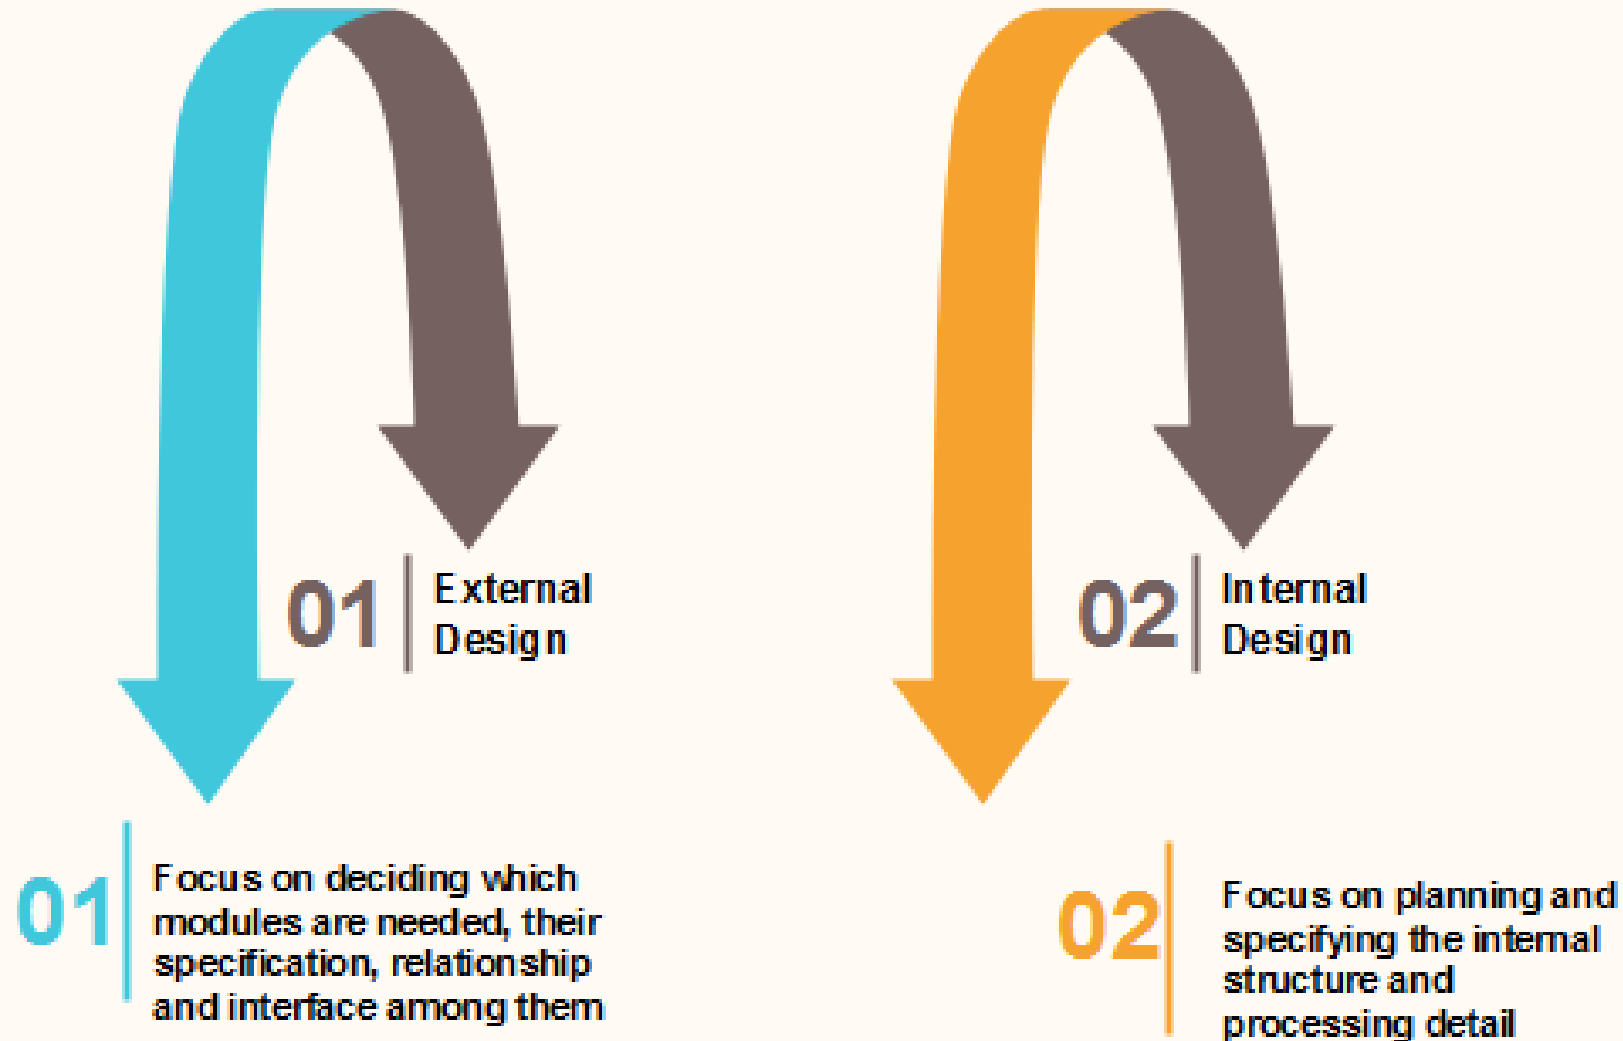 01
External
Design
02
Internal
Design
01
Focus on deciding which
modules are needed, their
specification, relationship
and interface among them
02
Focus on planning and
specifying the internal
structure and
processing detail